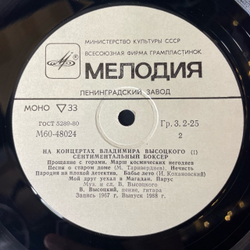 МИНИСТЕРСТВО КУЛЬТУРЫ СССР
ВСЕСОЮЗНАЯ ФИРМА ГРАМПЛАСТИНОК
МЕЛОДИЯ
ЛЕНИНГРАДСКИЙ ЗАВОД
МОНО 33
ГОСТ 5289-80
М60-48024
Гр. 3. 2-25
2
НА КОНЦЕРТАХ ВЛАДИМИРА ВЫСОЦКОГО (1)
СЕНТИМЕНТАЛЬНЫЙ БОКСЕР
Прощание с горами, Марш космических негодяев
Песня о старом доме (М. Таривердиев), Нечисть
Пародия на плохой детектив, Бабье лето (И. Кохановский)
Мой друг уехал в Магадан, Парус
Муз. и сл. В. Высоцкого
В. Высоцкий, вокал, гитара
Запись 1967 г. Выпуск 1988 г.